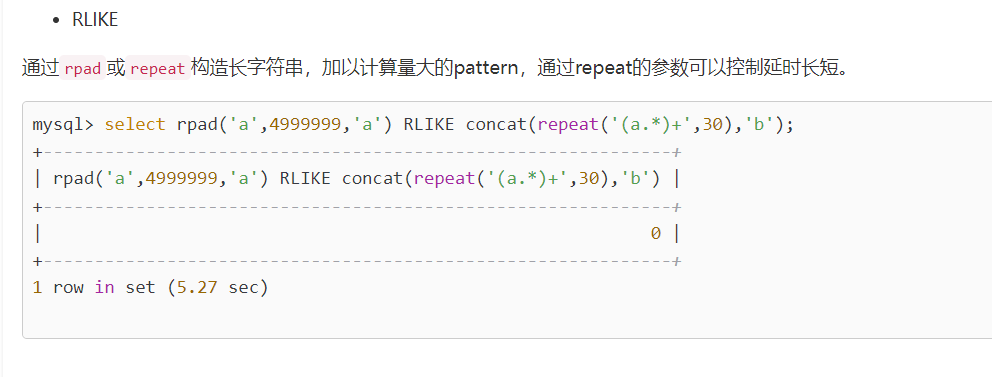 • RLIKE
通过rpad或repeat构造长字符串，加以计算量大的pattern，通过repeat的参数可以控制延时长短。
mysql> select rpad('a',4999999,'a') RLIKE concat(repeat('(a.*)+',30),'b');
+-------------------------------------------------------------+
| rpad('a',4999999,'a') RLIKE concat(repeat('(a.*)+',30),'b') |
+-------------------------------------------------------------+
|                                                           0 |
+-------------------------------------------------------------+
1 row in set (5.27 sec)